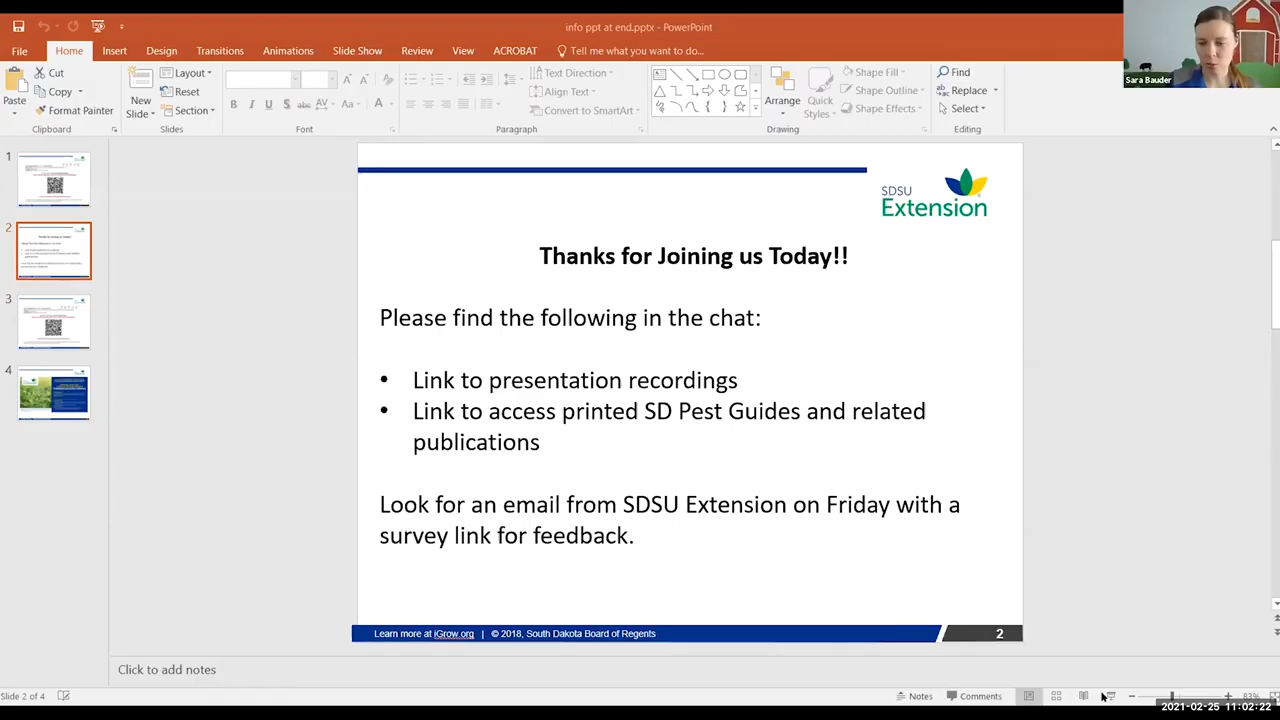 info ppt at end.pptx - PowerPoint
File Home Insert Design Transitions Animations Slide Show Review View ACROBAT Tell me what you want to do...
Paste
Cut
Copy
Format Painter
Clipboard
New Slide
Layout
Reset
Section
Slides
Font
Text Direction
Align Text
Convert to SmartArt
Paragraph
Arrange
Quick Styles
Shape Fill
Shape Outline
Shape Effects
Drawing
Find
Replace
Select
Editing
Sara Bauder
1
2
3
4
SDSU
Extension
Thanks for Joining us Today!!
Please find the following in the chat:
• Link to presentation recordings
• Link to access printed SD Pest Guides and related
publications
Look for an email from SDSU Extension on Friday with a
survey link for feedback.
Learn more at iGrow.org | © 2018, South Dakota Board of Regents
2
Click to add notes
Slide 2 of 4
Notes
Comments
83%
2021-02-25 11:02:22